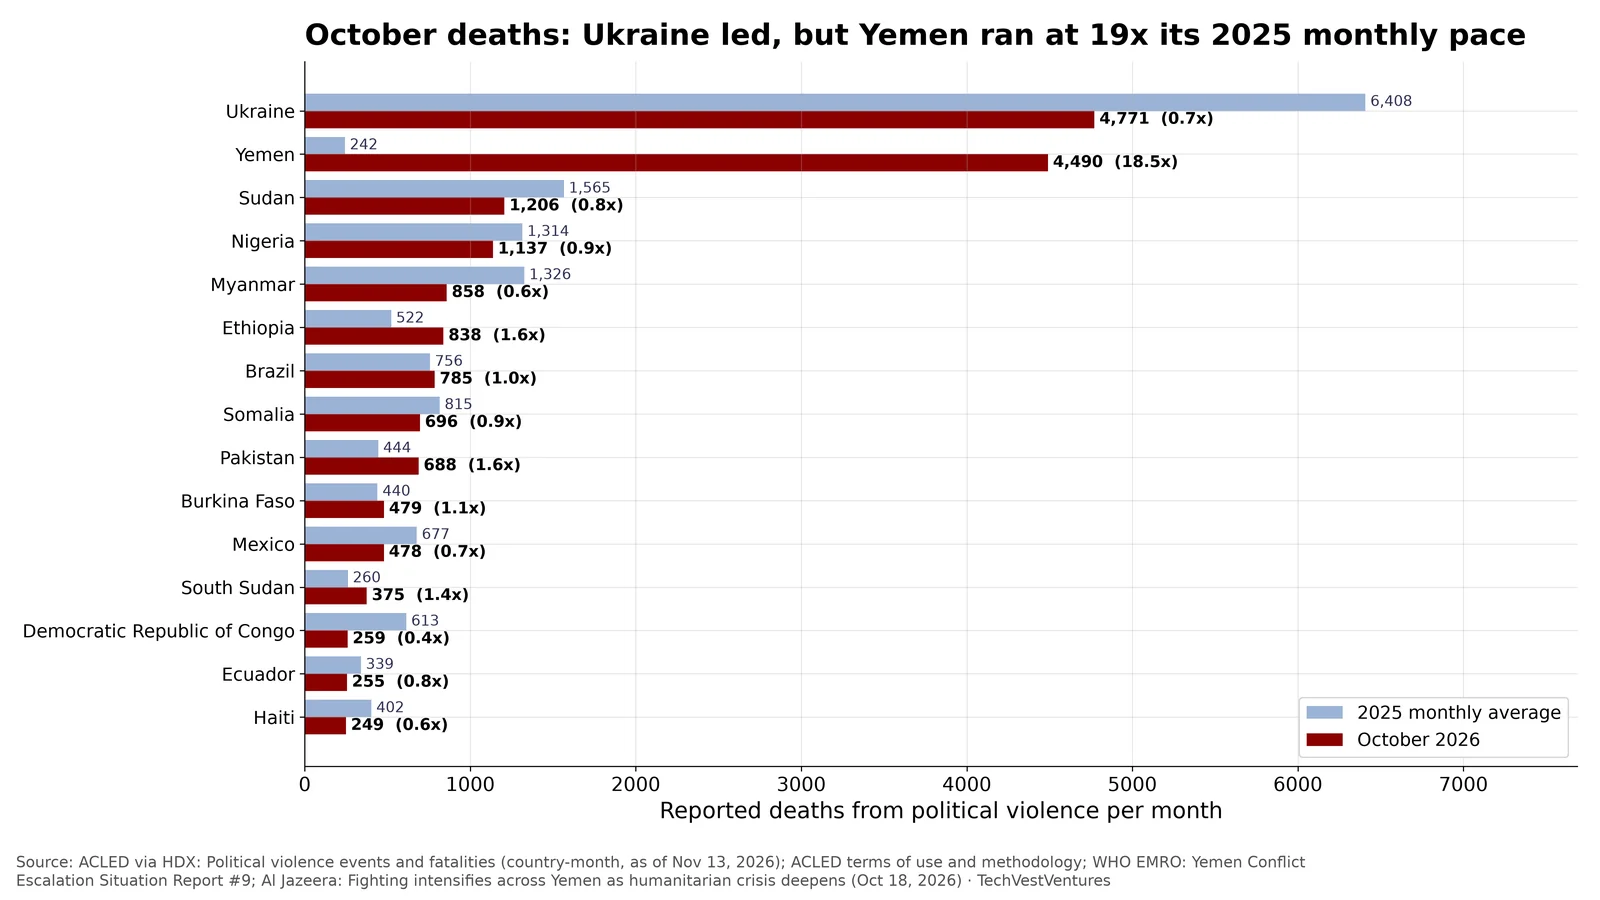 October deaths: Ukraine led, but Yemen ran at 19x its 2025 monthly pace
Ukraine
6,408
4,771 (0.7x)
Yemen
242
4,490 (18.5x)
Sudan
1,565
1,206 (0.8x)
Nigeria
1,314
1,137 (0.9x)
Myanmar
1,326
858 (0.6x)
Ethiopia
522
838 (1.6x)
Brazil
756
785 (1.0x)
Somalia
815
696 (0.9x)
Pakistan
444
688 (1.6x)
Burkina Faso
440
479 (1.1x)
Mexico
677
478 (0.7x)
South Sudan
260
375 (1.4x)
Democratic Republic of Congo
613
259 (0.4x)
Ecuador
339
255 (0.8x)
Haiti
402
249 (0.6x)
2025 monthly average
October 2026
0 1000 2000 3000 4000 5000 6000 7000
Reported deaths from political violence per month
Source: ACLED via HDX: Political violence events and fatalities (country-month, as of Nov 13, 2026); ACLED terms of use and methodology; WHO EMRO: Yemen Conflict
Escalation Situation Report #9; Al Jazeera: Fighting intensifies across Yemen as humanitarian crisis deepens (Oct 18, 2026) · TechVestVentures